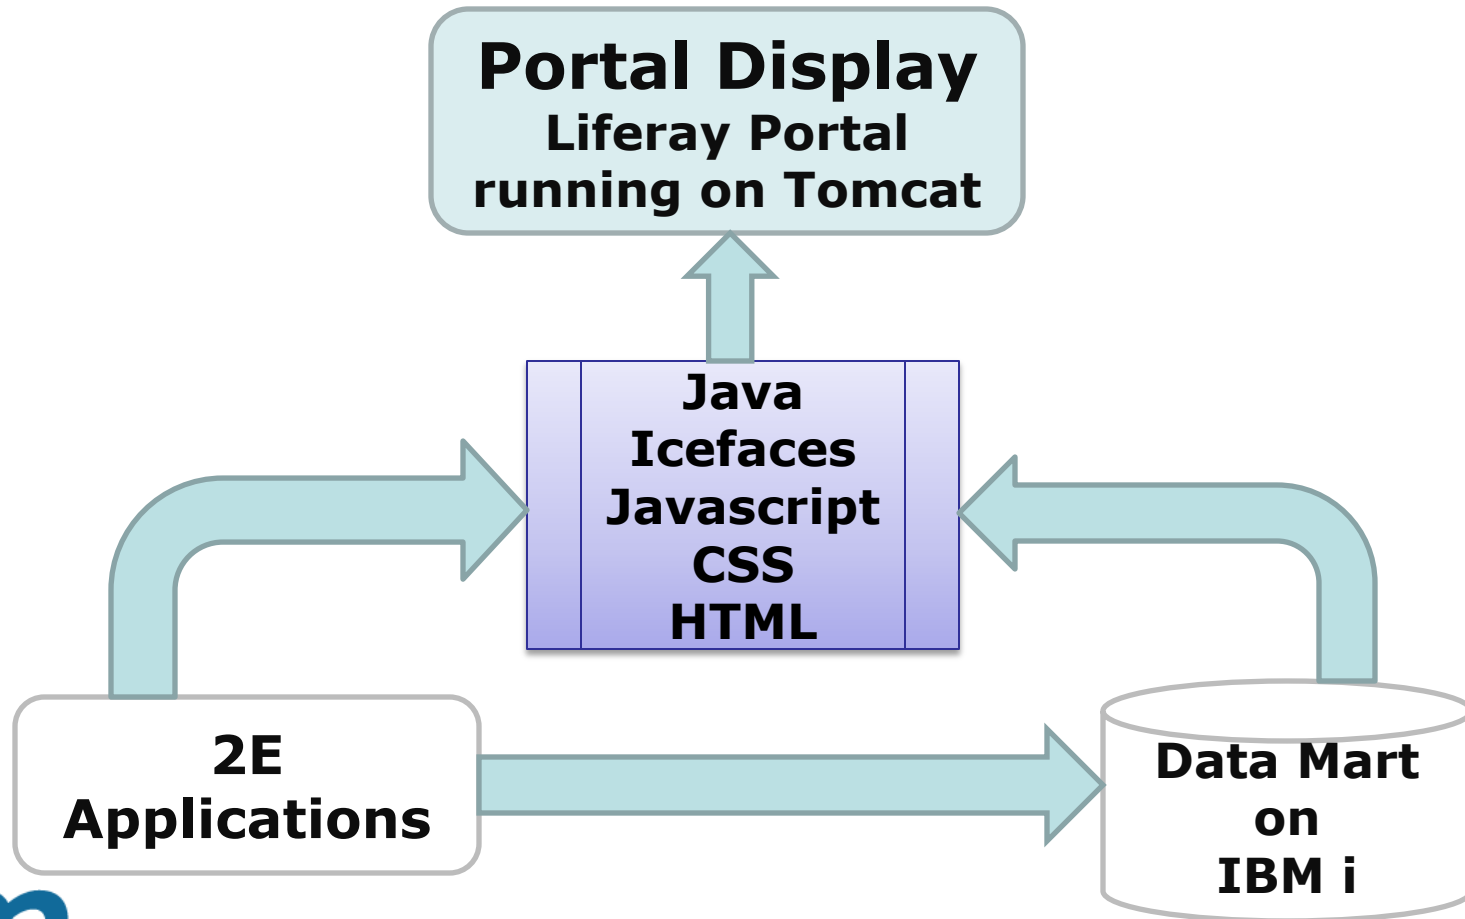 Portal Display
Liferay Portal
running on Tomcat
Java
Icefaces
Javascript
CSS
HTML
2E
Applications
Data Mart
on
IBM i